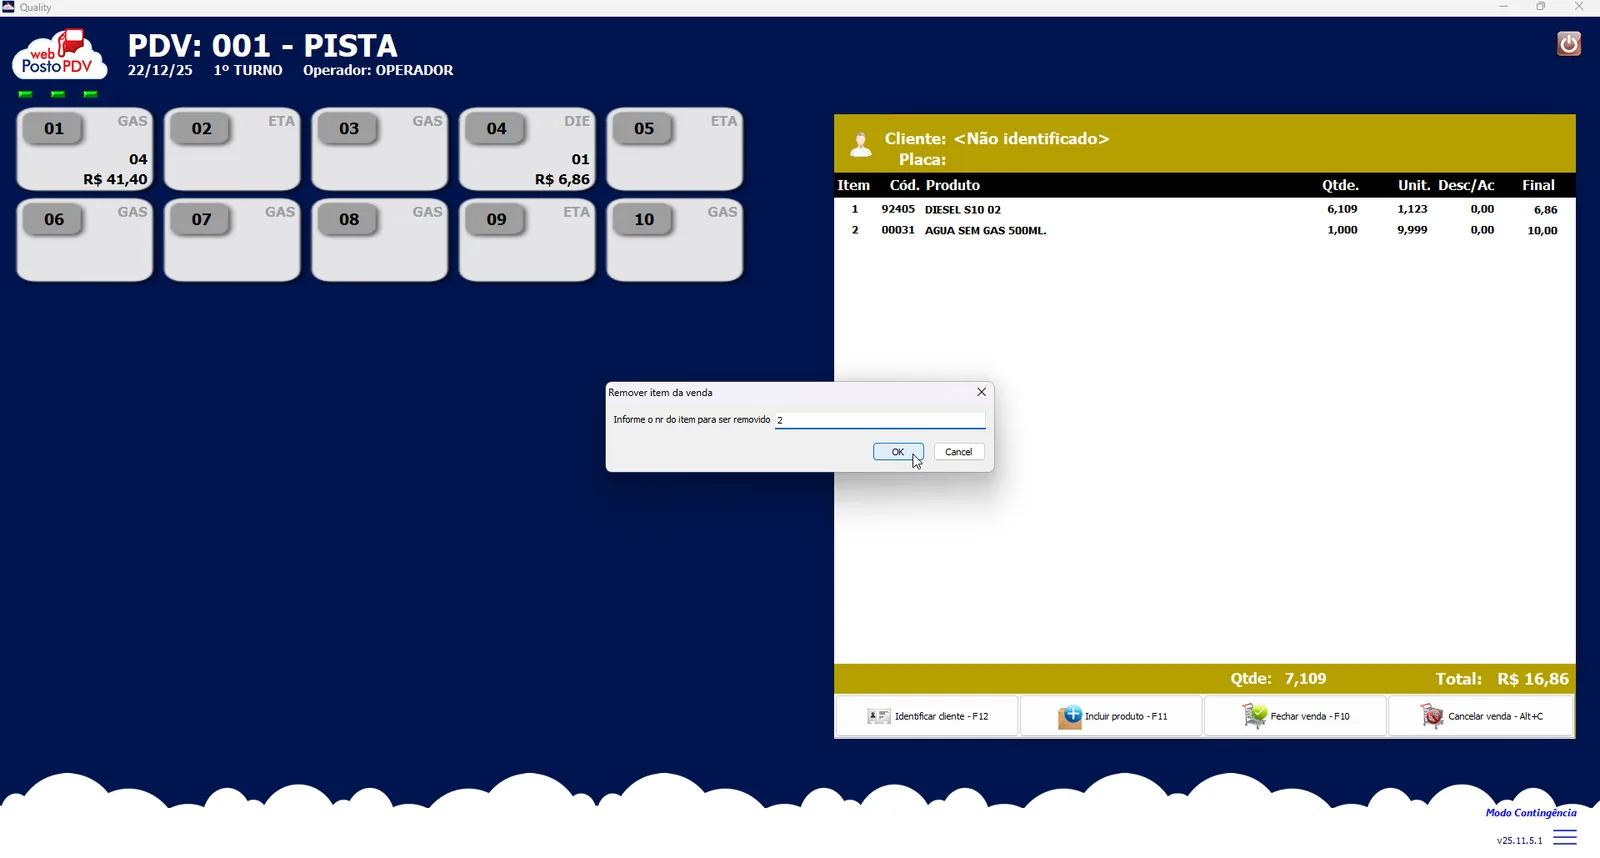 Quality
web
PostoPDV
PDV: 001 - PISTA
22/12/25 1º TURNO Operador: OPERADOR
01 GAS
04
R$ 41,40
02 ETA
03 GAS
04 DIE
01
R$ 6,86
05 ETA
06 GAS
07 GAS
08 GAS
09 ETA
10 GAS
Cliente: <Não identificado>
Placa:
Item Cód. Produto Qtde. Unit. Desc/Ac Final
1 92405 DIESEL S10 02 6,109 1,123 0,00 6,86
2 00031 AGUA SEM GAS 500ML. 1,000 9,999 0,00 10,00
Remover item da venda
Informe o nr do item para ser removido 2
OK Cancel
Qtde: 7,109 Total: R$ 16,86
Identificar cliente - F12 Incluir produto - F11 Fechar venda - F10 Cancelar venda - Alt+C
Modo Contingência
v25.11.5.1